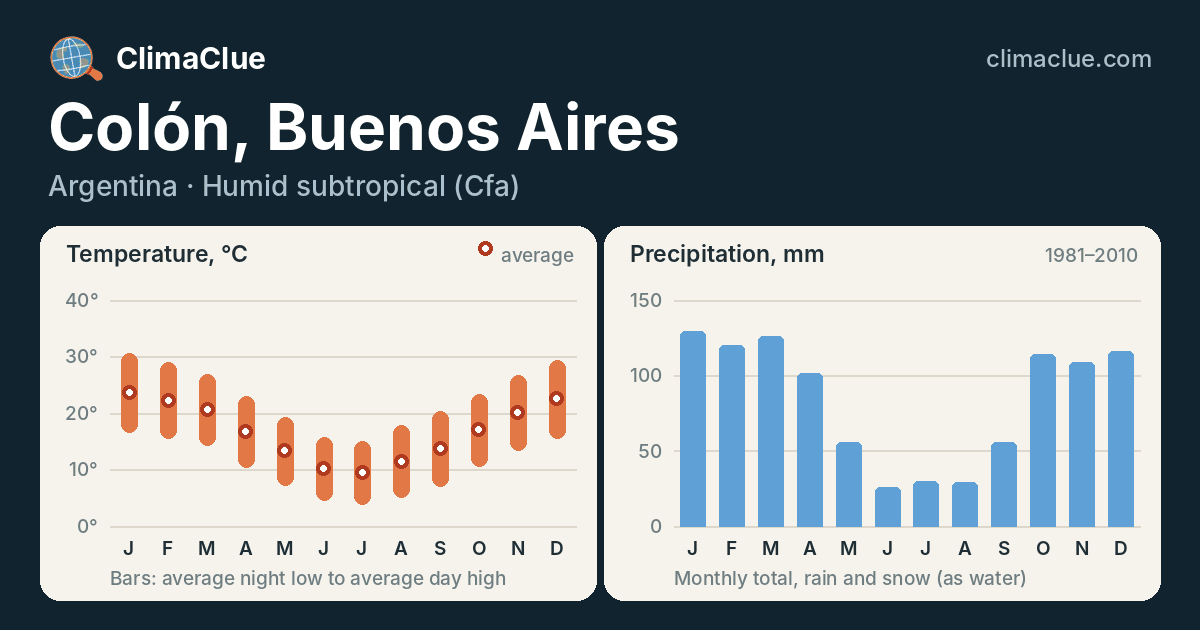 ClimaClue
climaclue.com
Colón, Buenos Aires
Argentina · Humid subtropical (Cfa)
Temperature, °C
average
40°
30°
20°
10°
0°
J F M A M J J A S O N D
Bars: average night low to average day high
Precipitation, mm
1981–2010
150
100
50
0
J F M A M J J A S O N D
Monthly total, rain and snow (as water)